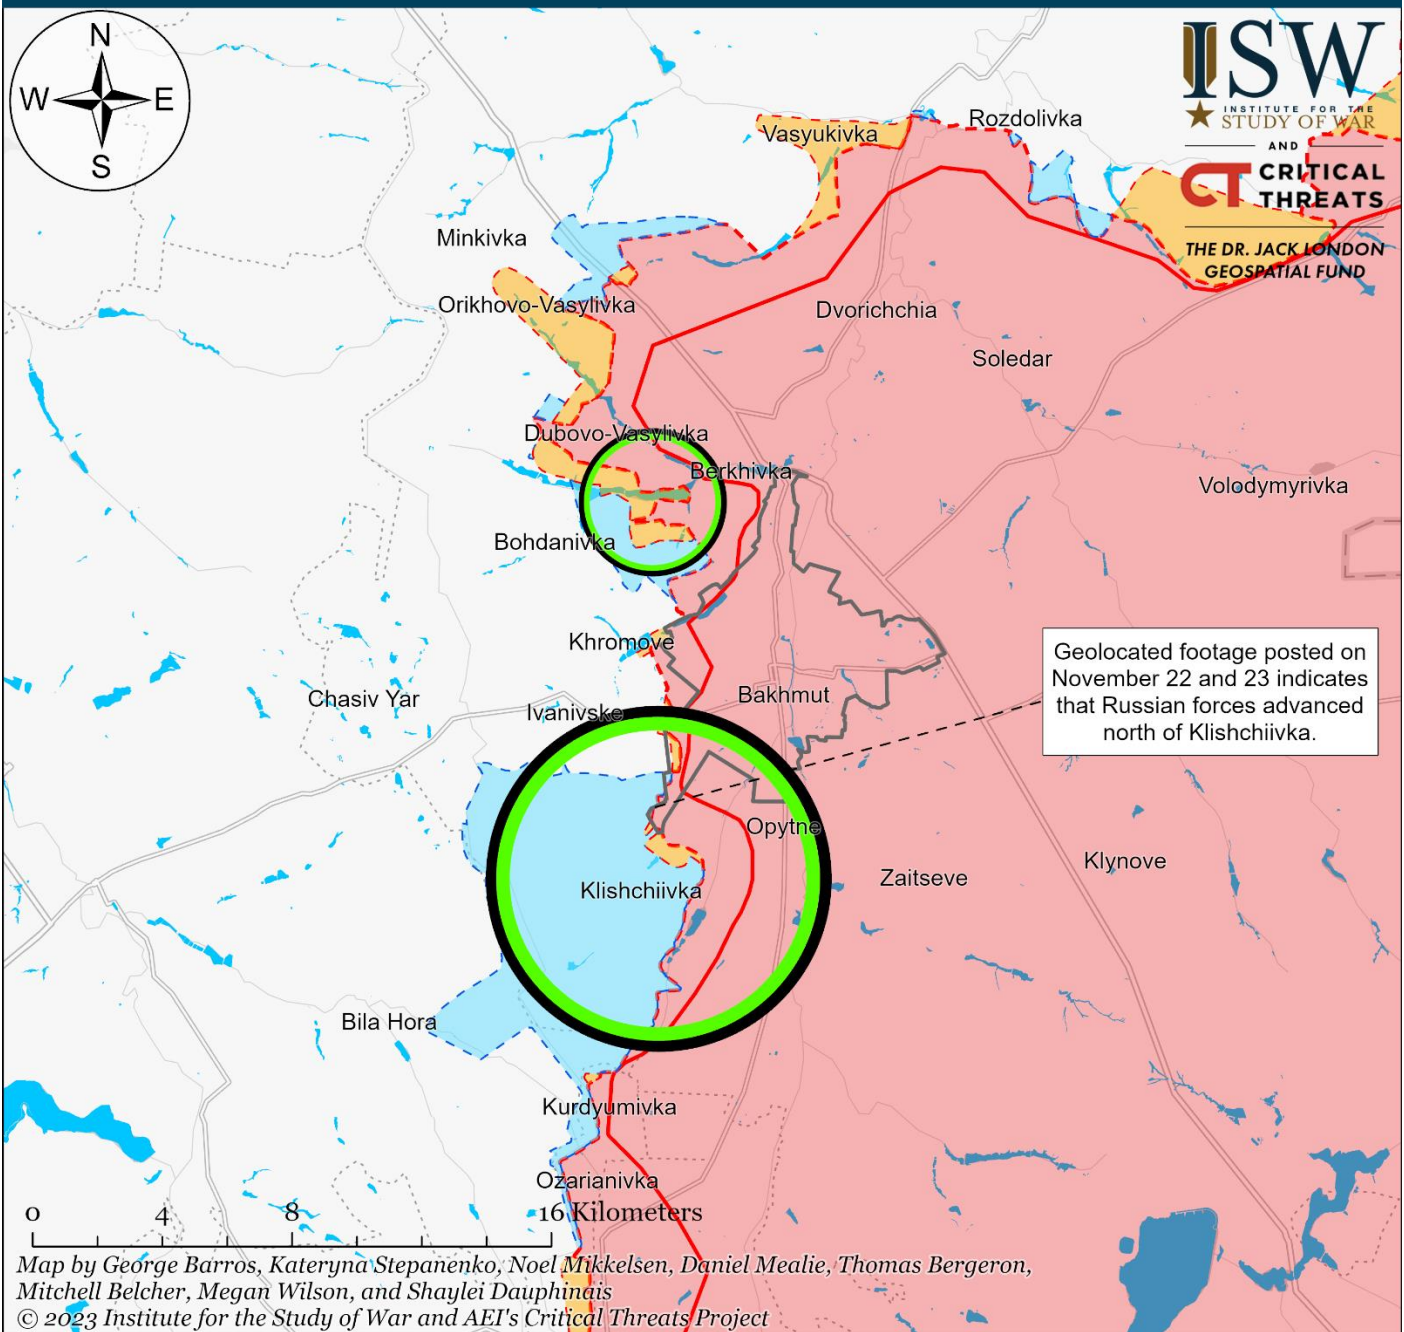 N
W E
S
ISW
INSTITUTE FOR THE
STUDY OF WAR
AND
CT CRITICAL
THREATS
THE DR. JACK LONDON
GEOSPATIAL FUND
Vasyukivka
Rozdolivka
Minkivka
Orikhovo-Vasylivka
Dvorichchia
Soledar
Dubovo-Vasylivka
Berkhivka
Volodymyrivka
Bohdanivka
Khromove
Geolocated footage posted on
November 22 and 23 indicates
that Russian forces advanced
north of Klishchiivka.
Chasiv Yar
Bakhmut
Ivanivske
Opytne
Klynove
Zaitseve
Klishchiivka
Bila Hora
Kurdyumivka
Ozarianivka
0 4 8 16 Kilometers
Map by George Barros, Kateryna Stepanenko, Noel Mikkelsen, Daniel Mealie, Thomas Bergeron,
Mitchell Belcher, Megan Wilson, and Shaylei Dauphinais
© 2023 Institute for the Study of War and AEI's Critical Threats Project